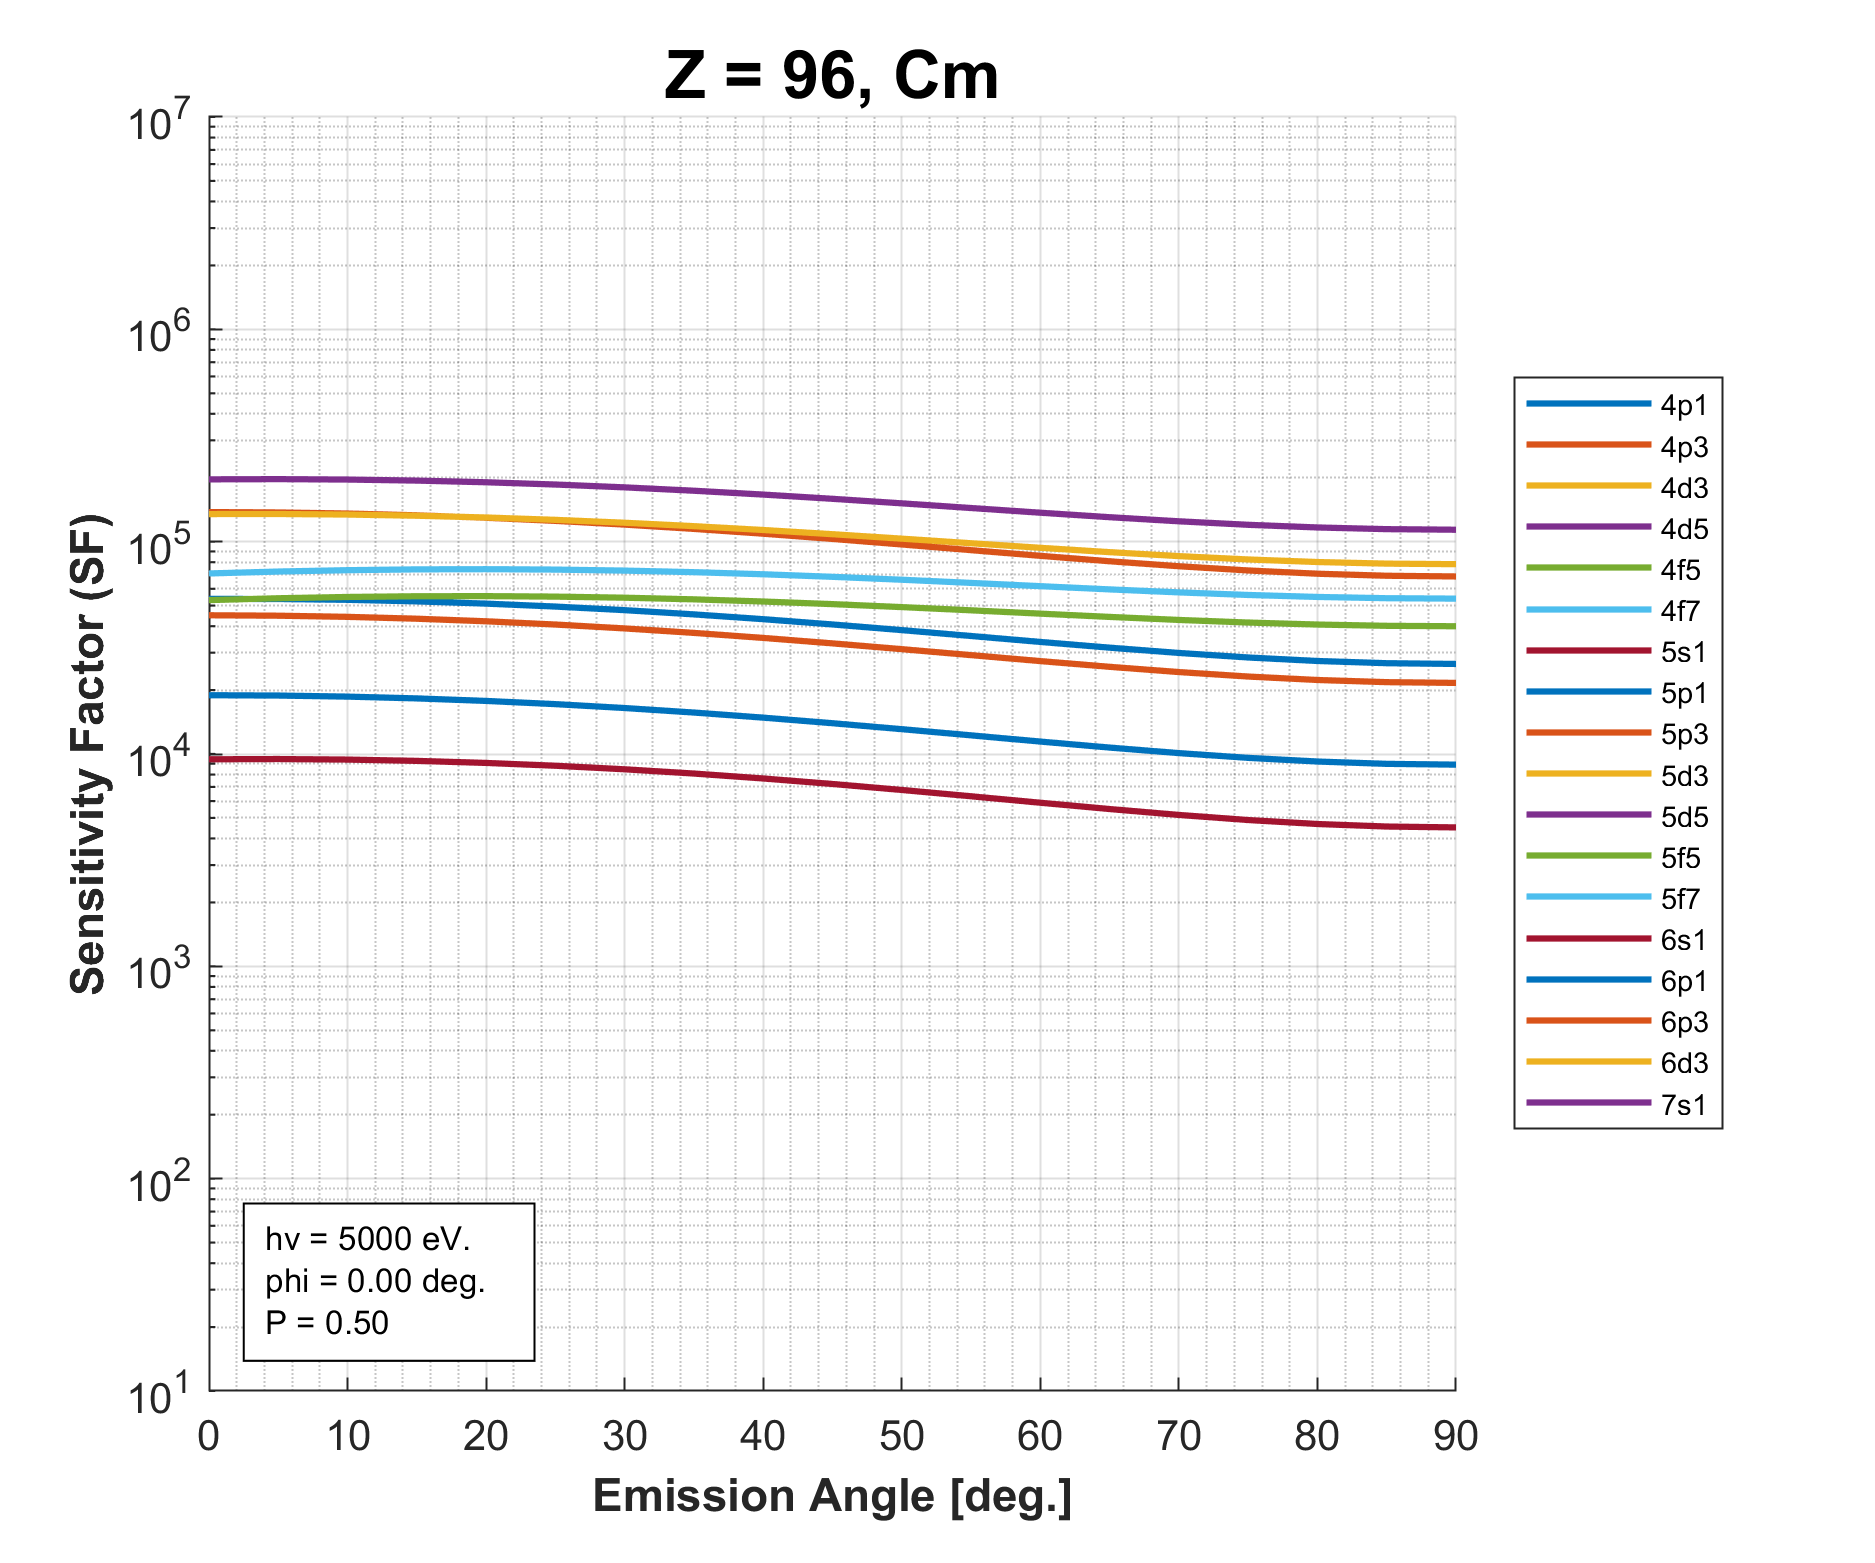 Z = 96, Cm
10^7
10^6
10^5
10^4
10^3
10^2
10^1
Sensitivity Factor (SF)
0 10 20 30 40 50 60 70 80 90
Emission Angle [deg.]
hv = 5000 eV.
phi = 0.00 deg.
P = 0.50
4p1
4p3
4d3
4d5
4f5
4f7
5s1
5p1
5p3
5d3
5d5
5f5
5f7
6s1
6p1
6p3
6d3
7s1